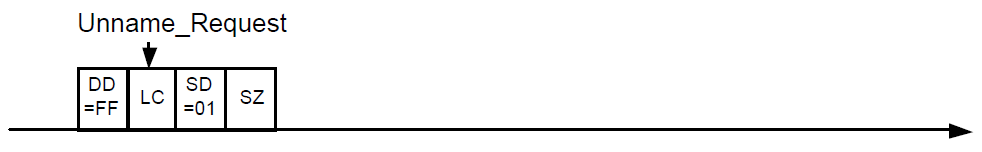 Unname_Request
DD
=FF
LC
SD
=01
SZ